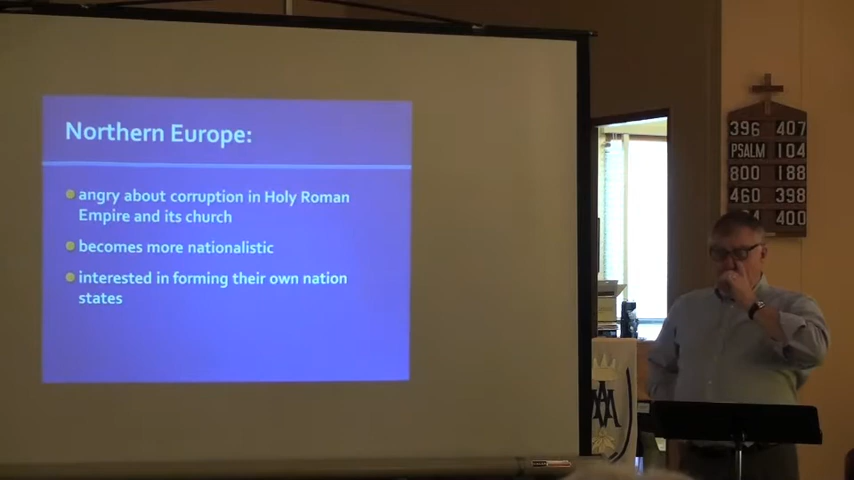 Northern Europe:
angry about corruption in Holy Roman
Empire and its church
becomes more nationalistic
interested in forming their own nation
states
396 407
PSALM 104
800 188
460 398
400